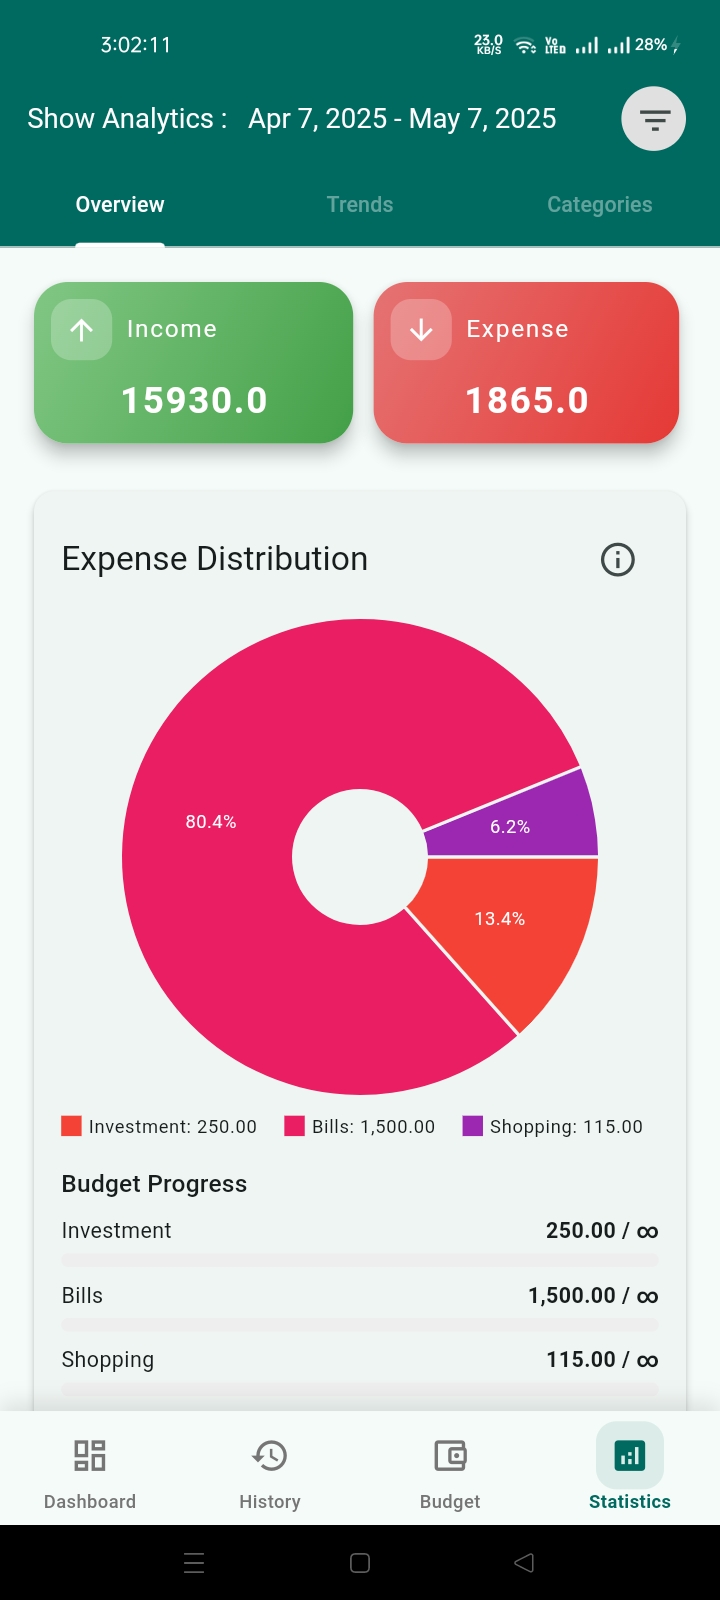 3:02:11 23.0 KB/S Vo LTED 28%
Show Analytics : Apr 7, 2025 - May 7, 2025
Overview Trends Categories
Income Expense
15930.0 1865.0
Expense Distribution
80.4% 6.2%
13.4%
Investment: 250.00 Bills: 1,500.00 Shopping: 115.00
Budget Progress
Investment 250.00 / ∞
Bills 1,500.00 / ∞
Shopping 115.00 / ∞
Dashboard History Budget Statistics